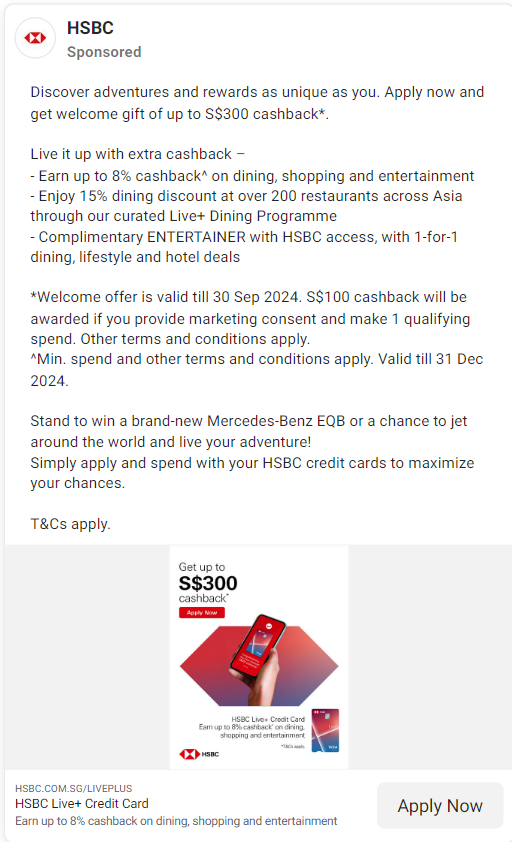 HSBC
Sponsored
Discover adventures and rewards as unique as you. Apply now and
get welcome gift of up to S$300 cashback*.
Live it up with extra cashback –
- Earn up to 8% cashback^ on dining, shopping and entertainment
- Enjoy 15% dining discount at over 200 restaurants across Asia
through our curated Live+ Dining Programme
- Complimentary ENTERTAINER with HSBC access, with 1-for-1
dining, lifestyle and hotel deals
*Welcome offer is valid till 30 Sep 2024. S$100 cashback will be
awarded if you provide marketing consent and make 1 qualifying
spend. Other terms and conditions apply.
^Min. spend and other terms and conditions apply. Valid till 31 Dec
2024.
Stand to win a brand-new Mercedes-Benz EQB or a chance to jet
around the world and live your adventure!
Simply apply and spend with your HSBC credit cards to maximize
your chances.
T&Cs apply.
Get up to
S$300
cashback*
Apply Now
HSBC Live+ Credit Card
Earn up to 8% cashback* on dining,
shopping and entertainment
*T&Cs apply.
VISA
HSBC
HSBC.COM.SG/LIVEPLUS
HSBC Live+ Credit Card
Earn up to 8% cashback on dining, shopping and entertainment
Apply Now